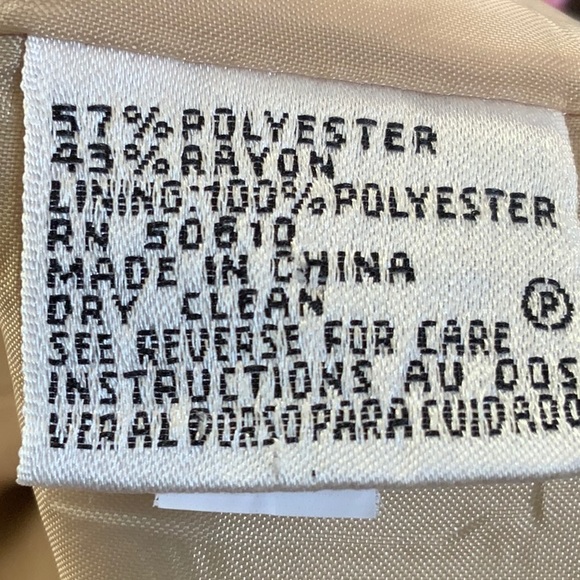 57% POLYESTER
43% RAYON
LINING:100% POLYESTER
RN 50610
MADE IN CHINA
DRY CLEAN
P
SEE REVERSE FOR CARE
INSTRUCTIONS AU DOS
VER AL DORSO PARA CUIDADO